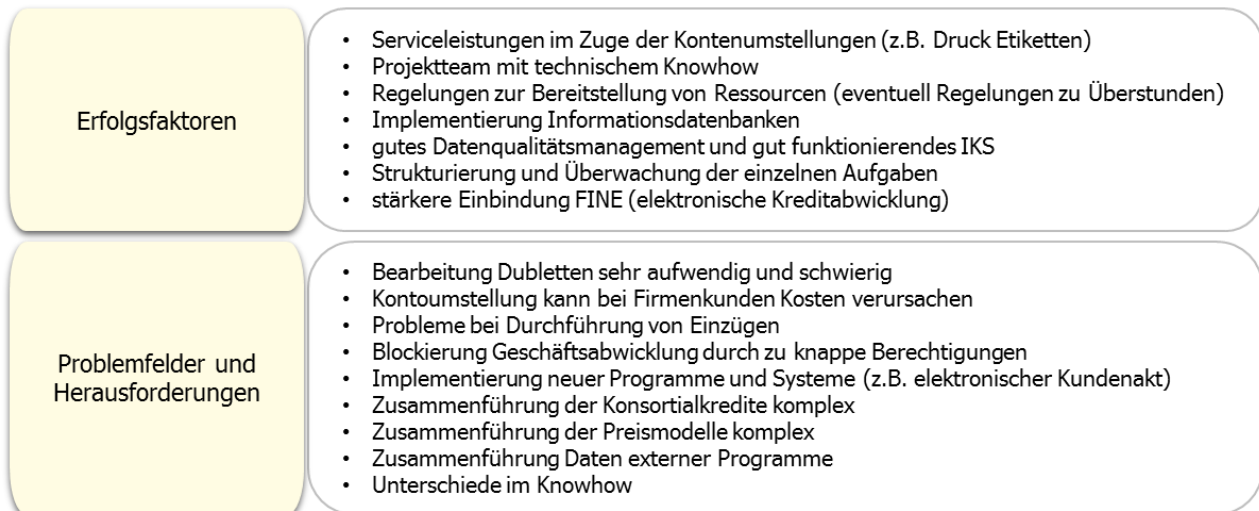 Erfolgsfaktoren
• Serviceleistungen im Zuge der Kontenumstellungen (z.B. Druck Etiketten)
• Projektteam mit technischem Knowhow
• Regelungen zur Bereitstellung von Ressourcen (eventuell Regelungen zu Überstunden)
• Implementierung Informationsdatenbanken
• gutes Datenqualitätsmanagement und gut funktionierendes IKS
• Strukturierung und Überwachung der einzelnen Aufgaben
• stärkere Einbindung FINE (elektronische Kreditabwicklung)
Problemfelder und
Herausforderungen
• Bearbeitung Dubletten sehr aufwendig und schwierig
• Kontoumstellung kann bei Firmenkunden Kosten verursachen
• Probleme bei Durchführung von Einzügen
• Blockierung Geschäftsabwicklung durch zu knappe Berechtigungen
• Implementierung neuer Programme und Systeme (z.B. elektronischer Kundenakt)
• Zusammenführung der Konsortialkredite komplex
• Zusammenführung der Preismodelle komplex
• Zusammenführung Daten externer Programme
• Unterschiede im Knowhow